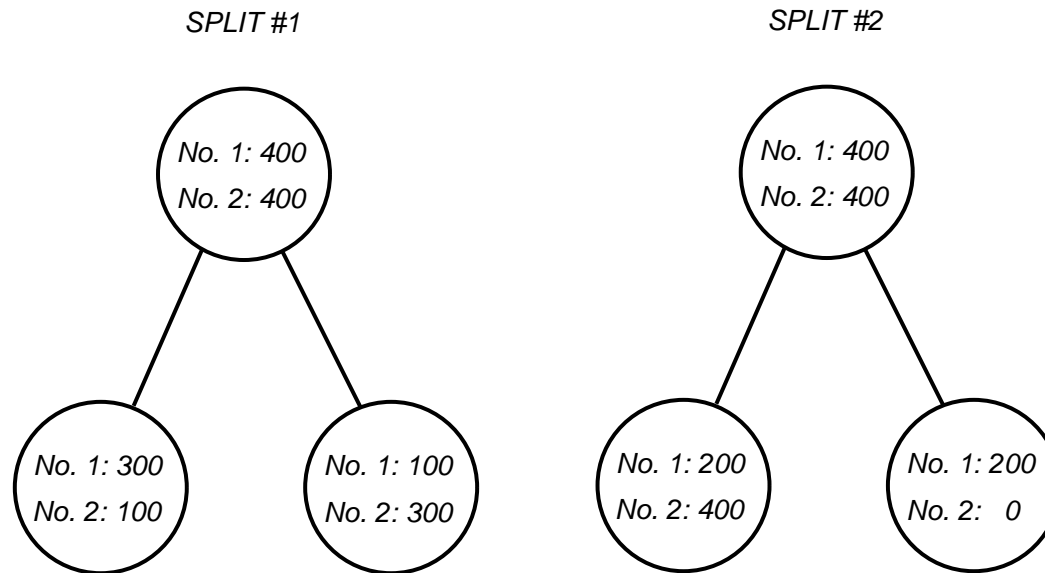 SPLIT #1
No. 1: 400
No. 2: 400
No. 1: 300
No. 2: 100
No. 1: 100
No. 2: 300
SPLIT #2
No. 1: 400
No. 2: 400
No. 1: 200
No. 2: 400
No. 1: 200
No. 2: 0